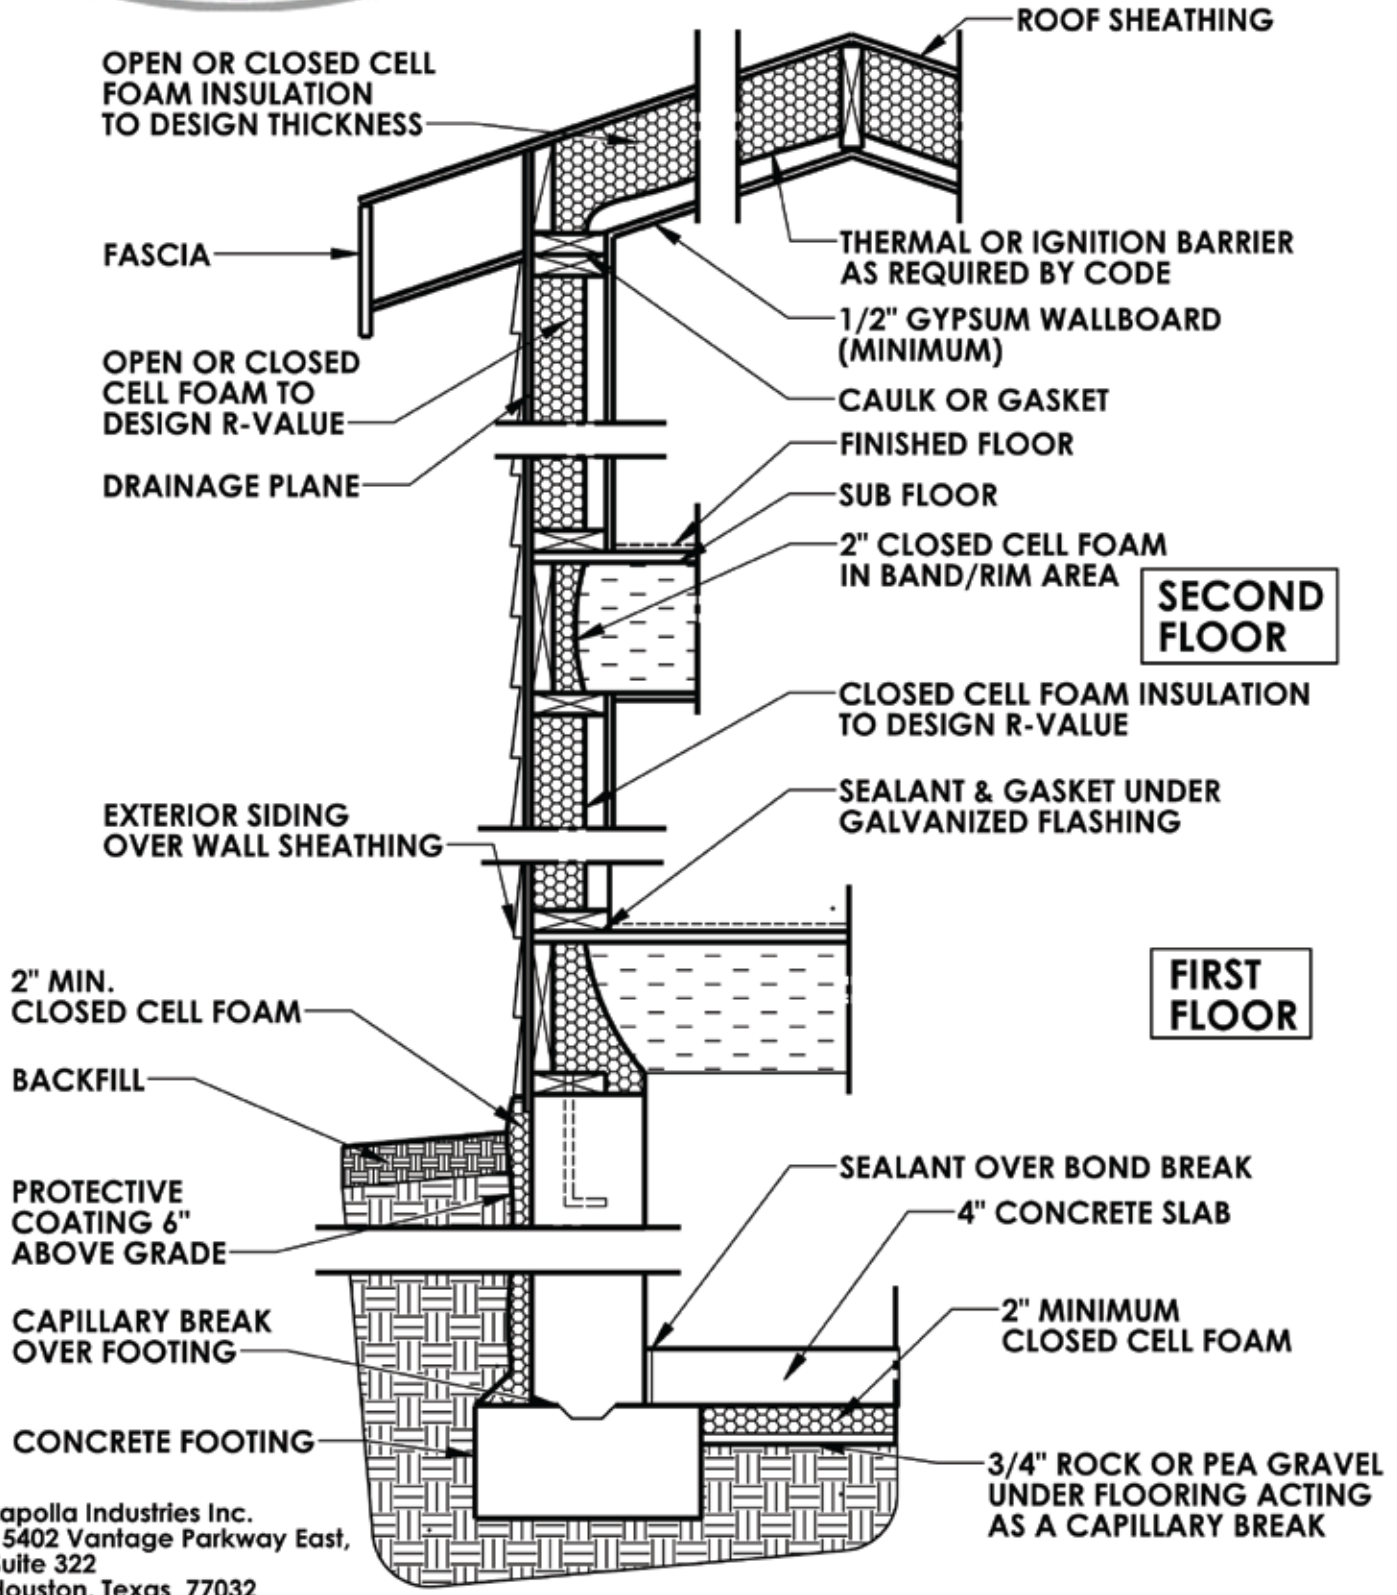 ROOF SHEATHING
OPEN OR CLOSED CELL
FOAM INSULATION
TO DESIGN THICKNESS
FASCIA
THERMAL OR IGNITION BARRIER
AS REQUIRED BY CODE
1/2" GYPSUM WALLBOARD
(MINIMUM)
OPEN OR CLOSED
CELL FOAM TO
DESIGN R-VALUE
CAULK OR GASKET
FINISHED FLOOR
DRAINAGE PLANE
SUB FLOOR
2" CLOSED CELL FOAM
IN BAND/RIM AREA
SECOND
FLOOR
CLOSED CELL FOAM INSULATION
TO DESIGN R-VALUE
EXTERIOR SIDING
OVER WALL SHEATHING
SEALANT & GASKET UNDER
GALVANIZED FLASHING
2" MIN.
CLOSED CELL FOAM
FIRST
FLOOR
BACKFILL
PROTECTIVE
COATING 6"
ABOVE GRADE
SEALANT OVER BOND BREAK
4" CONCRETE SLAB
CAPILLARY BREAK
OVER FOOTING
2" MINIMUM
CLOSED CELL FOAM
CONCRETE FOOTING
3/4" ROCK OR PEA GRAVEL
UNDER FLOORING ACTING
AS A CAPILLARY BREAK
apolla Industries Inc.
5402 Vantage Parkway East,
uite 322
Houston, Texas 77032